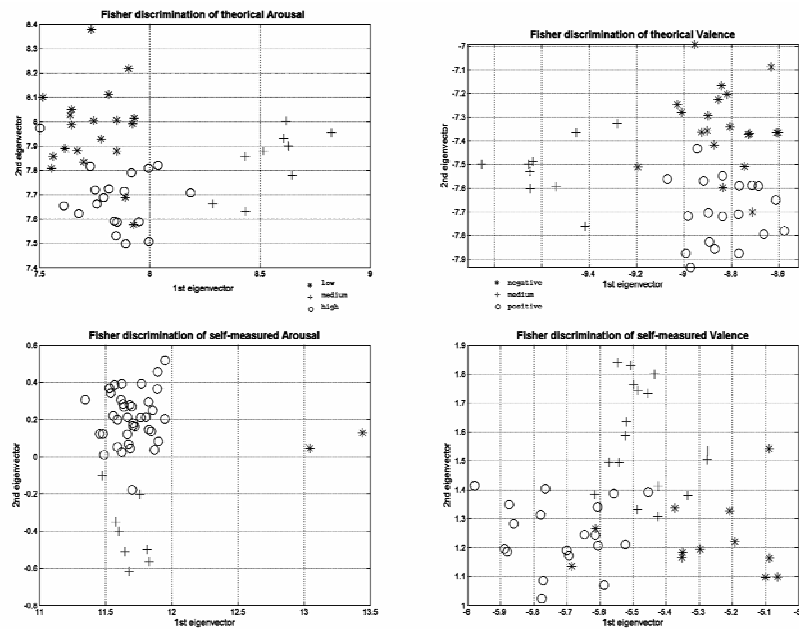 Fisher discrimination of theorical Arousal
8.4
8.3
8.2
8.1
8
7.9
7.8
7.7
7.6
7.5
7.4
2nd eigenvector
7.5 8 8.5 9
1st eigenvector
low
medium
high
Fisher discrimination of theorical Valence
-7
-7.1
-7.2
-7.3
-7.4
-7.5
-7.6
-7.7
-7.8
-7.9
2nd eigenvector
-9.4 -9.2 -9 -8.8 -8.6
1st eigenvector
negative
medium
positive
Fisher discrimination of self-measured Arousal
0.6
0.4
0.2
0
-0.2
-0.4
-0.6
-0.8
2nd eigenvector
11 11.5 12 12.5 13 13.5
1st eigenvector
Fisher discrimination of self-measured Valence
1.9
1.8
1.7
1.6
1.5
1.4
1.3
1.2
1.1
1
2nd eigenvector
-6 -5.9 -5.8 -5.7 -5.6 -5.5 -5.4 -5.3 -5.2 -5.1 -5
1st eigenvector